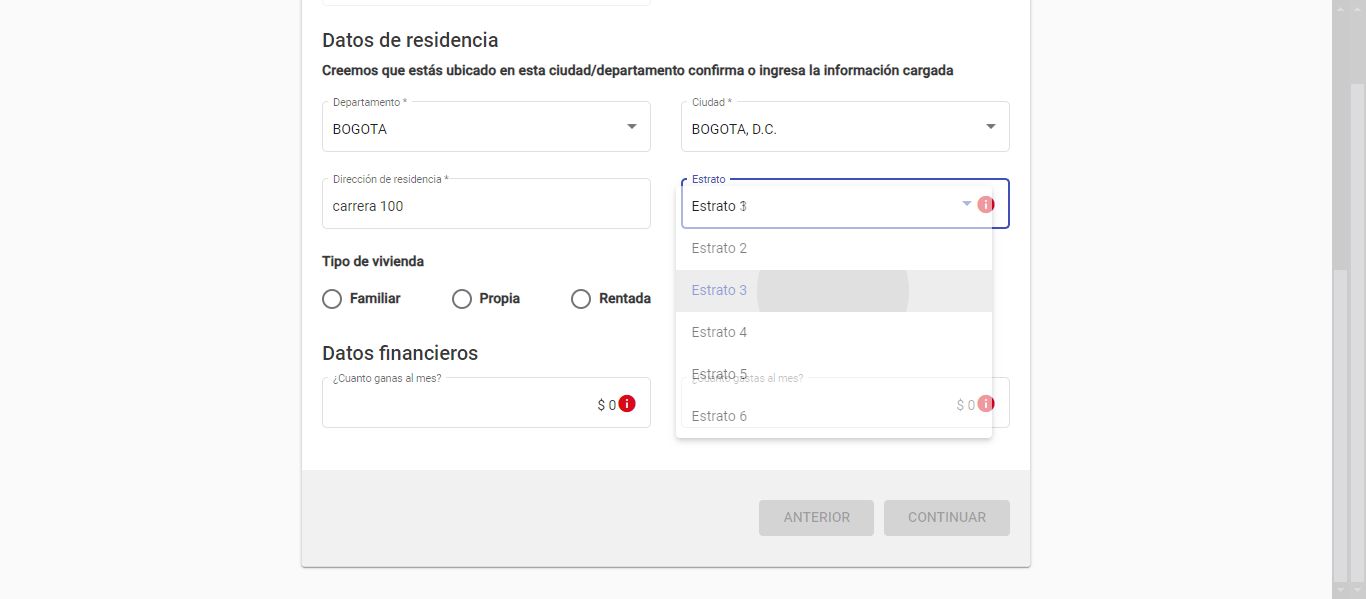 Datos de residencia
Creemos que estás ubicado en esta ciudad/departamento confirma o ingresa la información cargada
Departamento *
BOGOTA
Ciudad *
BOGOTA, D.C.
Dirección de residencia *
carrera 100
Estrato
Estrato 3
Estrato 2
Estrato 3
Estrato 4
Estrato 5
Estrato 6
Tipo de vivienda
Familiar
Propia
Rentada
Datos financieros
¿Cuanto ganas al mes?
$ 0
¿Cuanto gastas al mes?
$ 0
ANTERIOR
CONTINUAR